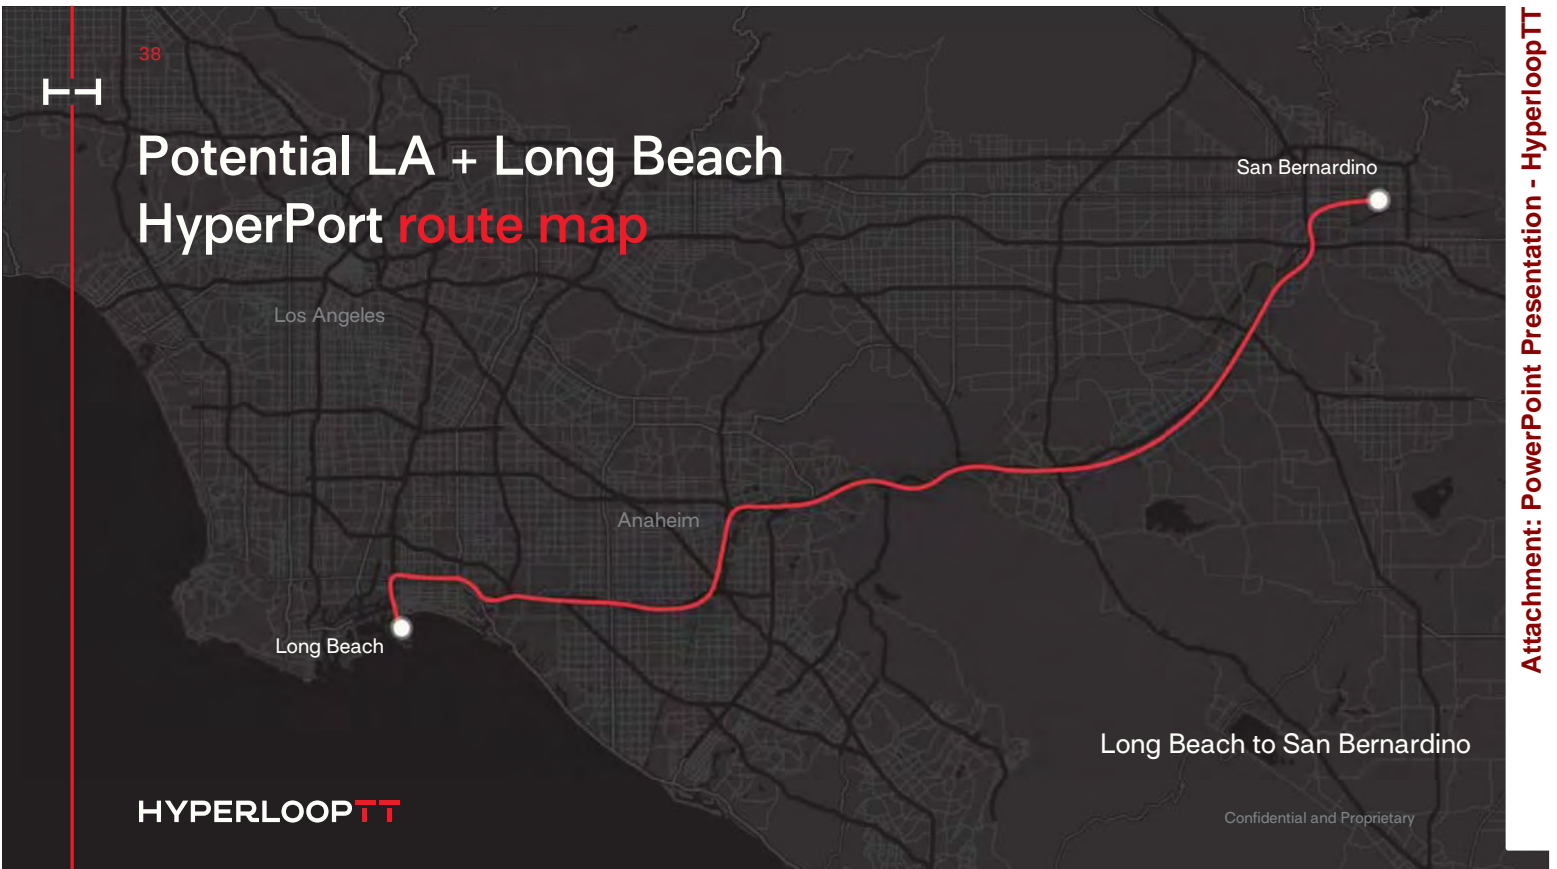 38
Potential LA + Long Beach
HyperPort route map
San Bernardino
Los Angeles
Anaheim
Long Beach
Long Beach to San Bernardino
HYPERLOOPTT
Confidential and Proprietary
Attachment: PowerPoint Presentation - HyperloopTT